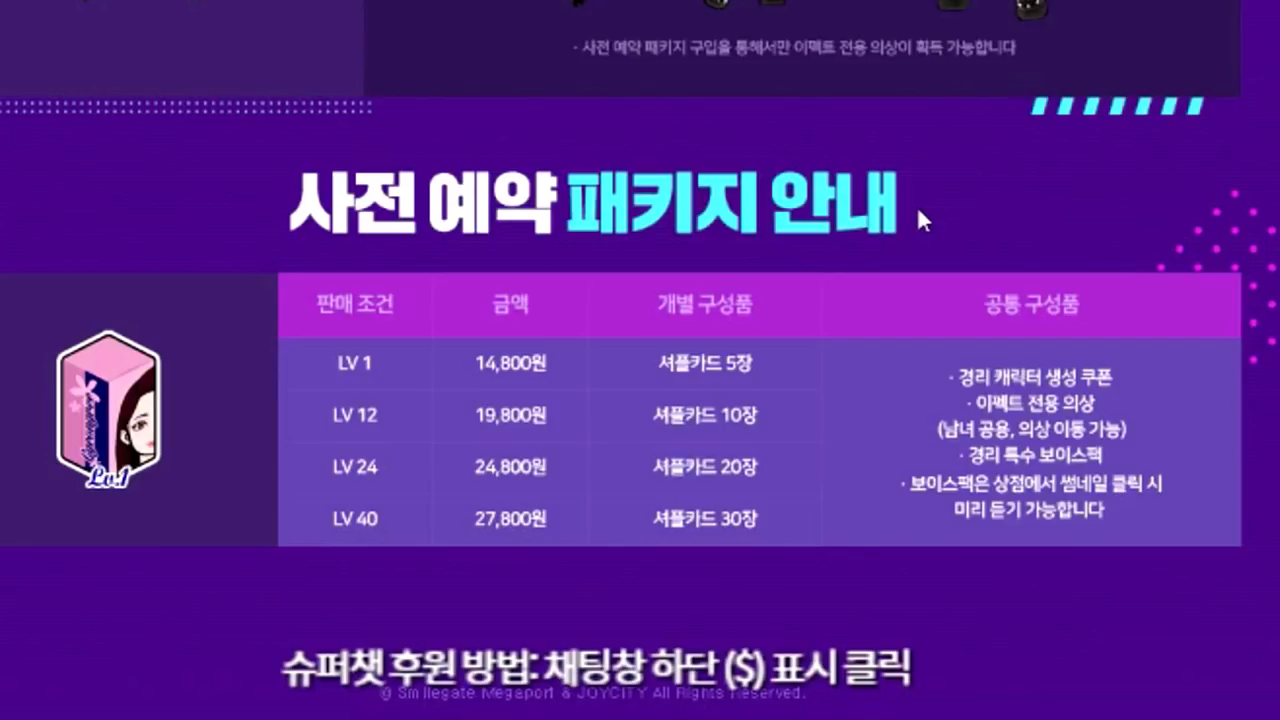 · 사전 예약 패키지 구입을 통해서만 이펙트 전용 의상이 획득 가능합니다
사전 예약 패키지 안내
판매 조건 금액 개별 구성품 공통 구성품
LV 1 14,800원 셔플카드 5장
LV 12 19,800원 셔플카드 10장
LV 24 24,800원 셔플카드 20장
LV 40 27,800원 셔플카드 30장
· 경리 캐릭터 생성 쿠폰
· 이펙트 전용 의상
(남녀 공용, 의상 이동 가능)
· 경리 특수 보이스팩
· 보이스팩은 상점에서 썸네일 클릭 시
미리 듣기 가능합니다
Lv.1
슈퍼챗 후원 방법: 채팅창 하단 ($) 표시 클릭
@ Smilegate Megaport & JOYCITY All Rights Reserved.